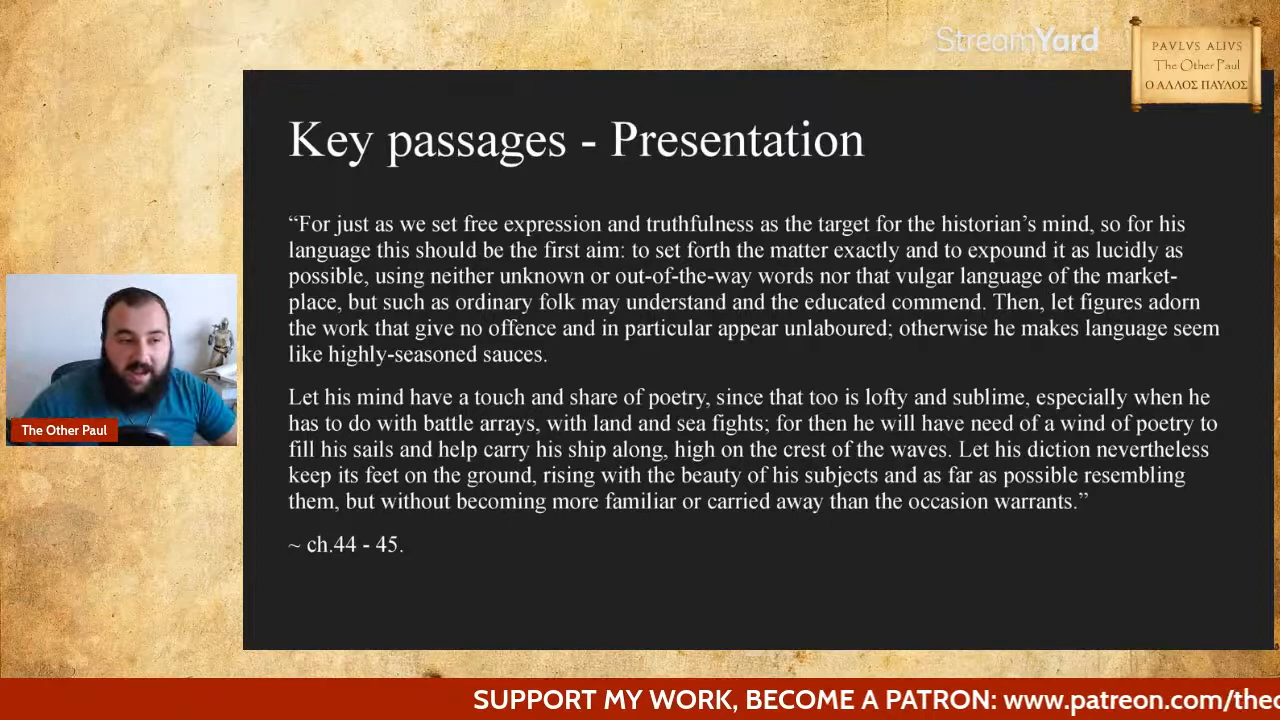 StreamYard
PAVLVS ALIVS
The Other Paul
Ο ΑΛΛΟΣ ΠΑΥΛΟΣ
Key passages - Presentation
“For just as we set free expression and truthfulness as the target for the historian’s mind, so for his
language this should be the first aim: to set forth the matter exactly and to expound it as lucidly as
possible, using neither unknown or out-of-the-way words nor that vulgar language of the market-
place, but such as ordinary folk may understand and the educated commend. Then, let figures adorn
the work that give no offence and in particular appear unlaboured; otherwise he makes language seem
like highly-seasoned sauces.
Let his mind have a touch and share of poetry, since that too is lofty and sublime, especially when he
has to do with battle arrays, with land and sea fights; for then he will have need of a wind of poetry to
fill his sails and help carry his ship along, high on the crest of the waves. Let his diction nevertheless
keep its feet on the ground, rising with the beauty of his subjects and as far as possible resembling
them, but without becoming more familiar or carried away than the occasion warrants.”
~ ch.44 - 45.
The Other Paul
SUPPORT MY WORK, BECOME A PATRON: www.patreon.com/theo